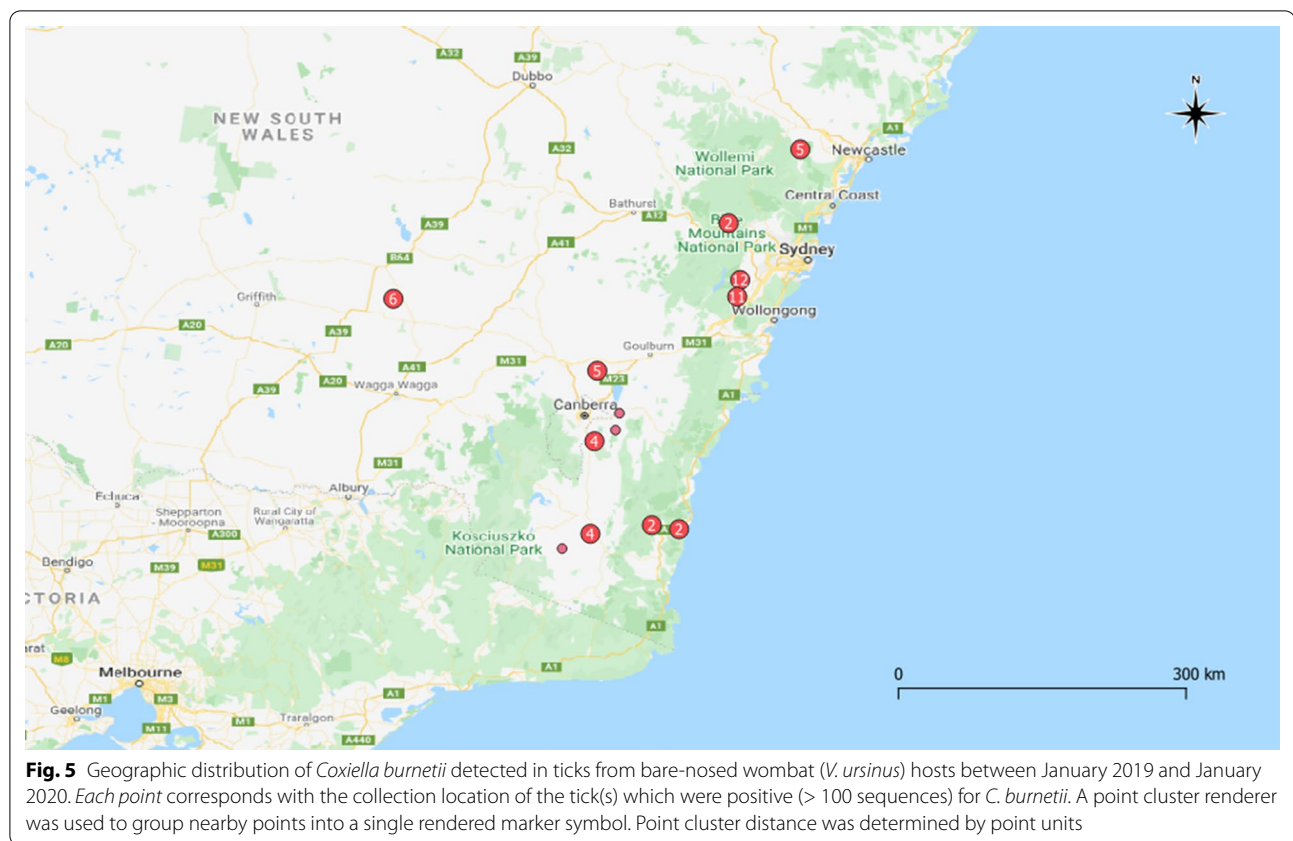 A32
A39
Dubbo
N
NEW SOUTH
WALES
A1
A32
Newcastle
5
Wollemi
National Park
Central Coast
Bathurst
A32
A39
2
Mountains
National Park
M1
A41
Sydney
B64
12
Griffith
6
11
Wollongong
A20
A39
A20
Goulburn
M31
M31
A41
5
M23
A20
Wagga Wagga
A39
A1
Canberra
4
M31
Albury
Echuca
Shepparton
- Mooroopna
Rural City of
Wangaratta
A300
2
2
4
Kosciuszko
National Park
Bendigo
M39
M31
CTORIA
A1
arat
M8
A1
Melbourne
0
300 km
M1
M3
A1
Geelong
M1
Traralgon
M11
A440
Fig. 5 Geographic distribution of Coxiella burnetii detected in ticks from bare-nosed wombat (V. ursinus) hosts between January 2019 and January
2020. Each point corresponds with the collection location of the tick(s) which were positive (> 100 sequences) for C. burnetii. A point cluster renderer
was used to group nearby points into a single rendered marker symbol. Point cluster distance was determined by point units